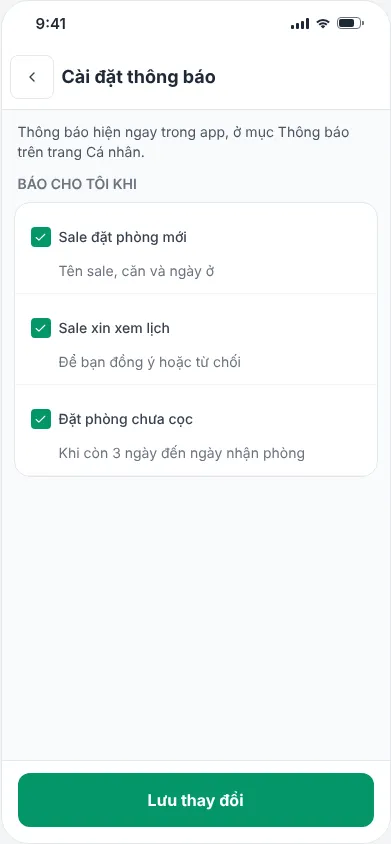 9:41
Cài đặt thông báo
Thông báo hiện ngay trong app, ở mục Thông báo
trên trang Cá nhân.
BÁO CHO TÔI KHI
Sale đặt phòng mới
Tên sale, căn và ngày ở
Sale xin xem lịch
Để bạn đồng ý hoặc từ chối
Đặt phòng chưa cọc
Khi còn 3 ngày đến ngày nhận phòng
Lưu thay đổi